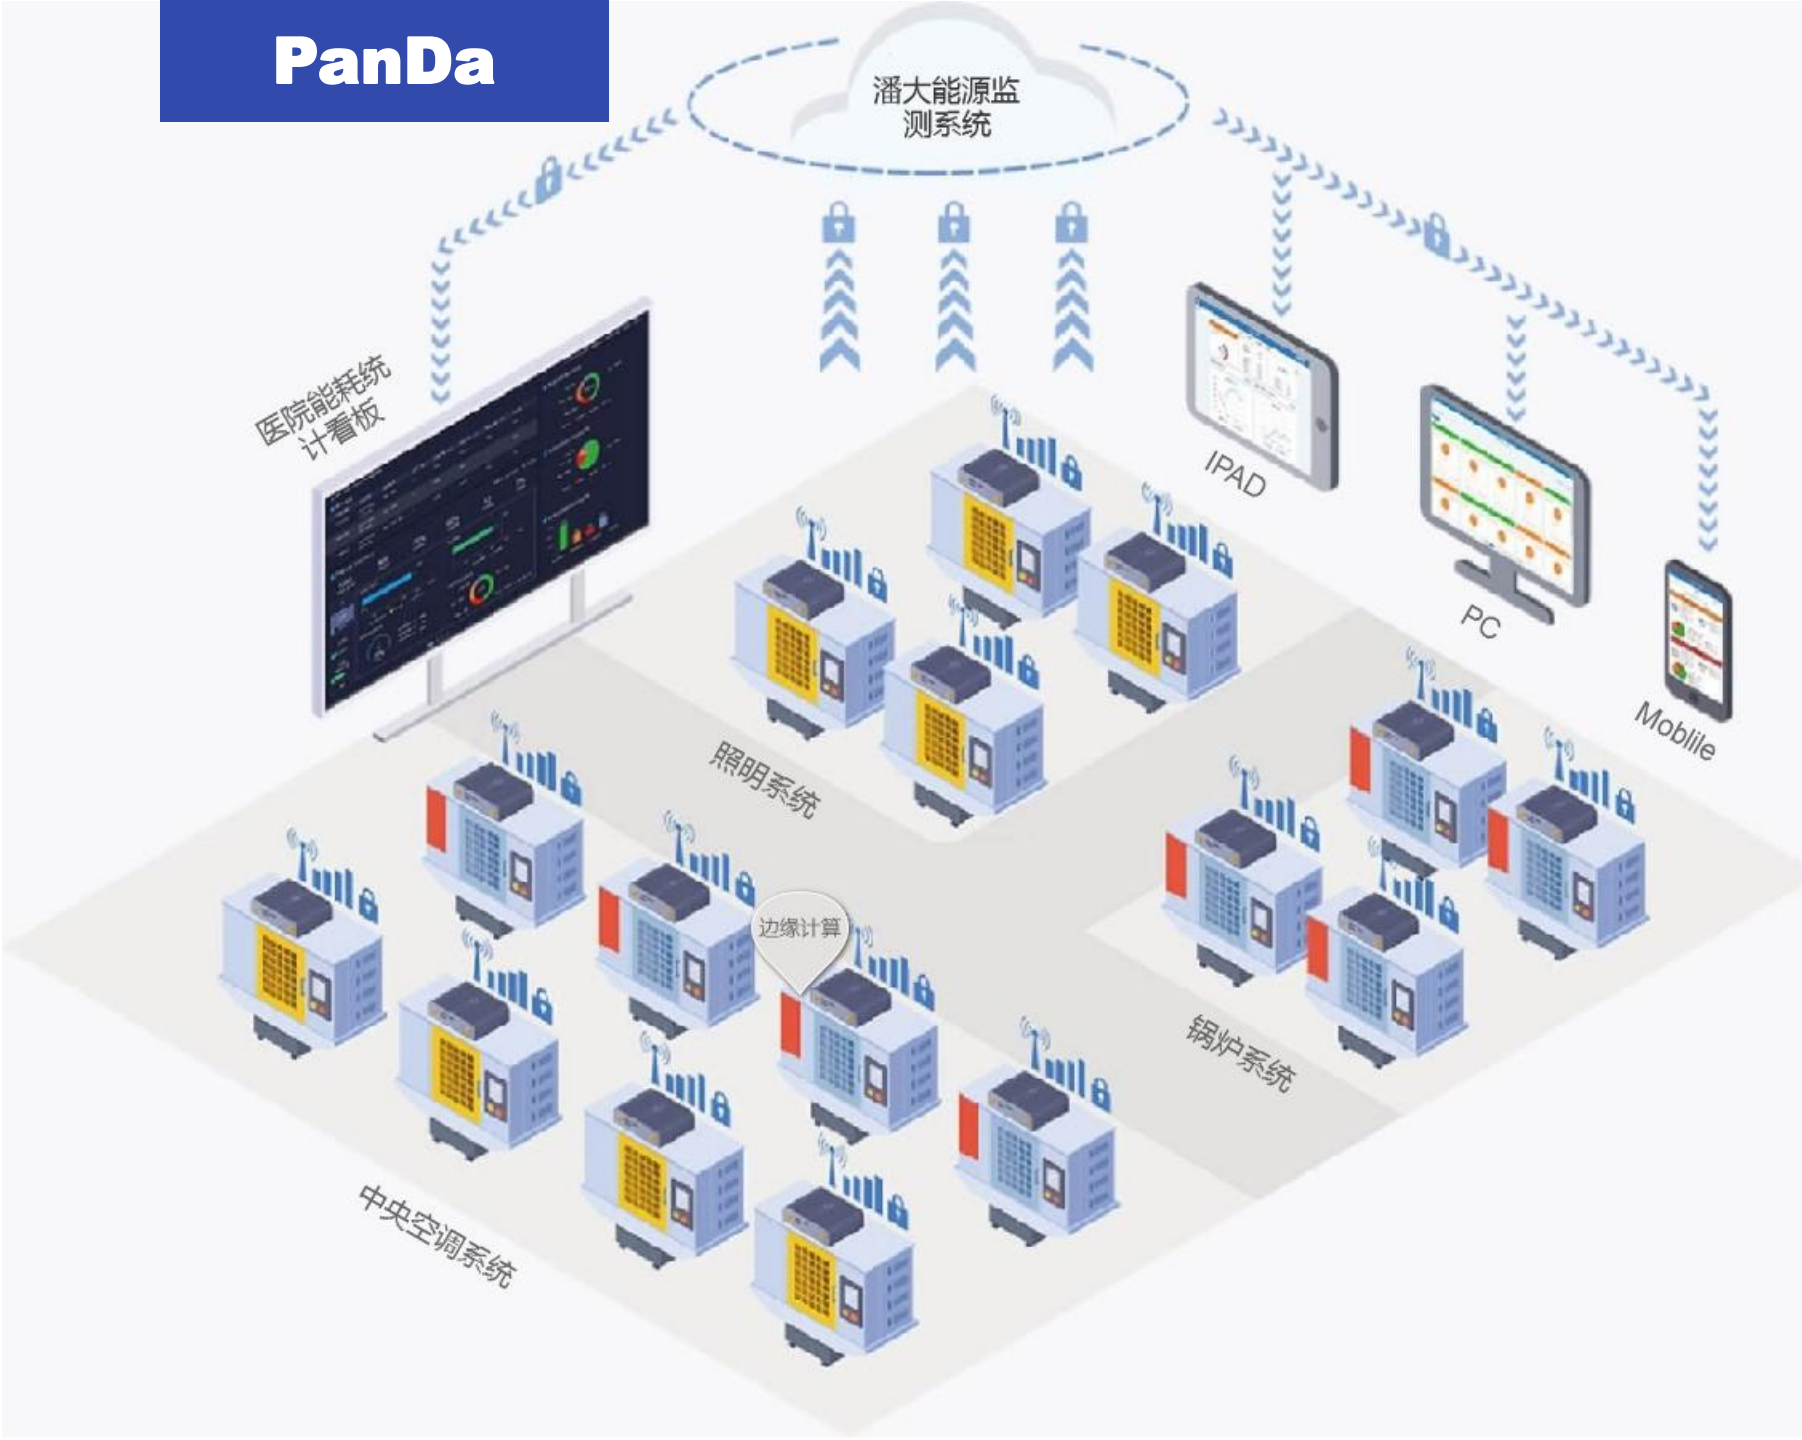 PanDa
潘大能源监
测系统
医院能耗统
计看板
IPAD
PC
Moblile
照明系统
边缘计算
锅炉系统
中央空调系统